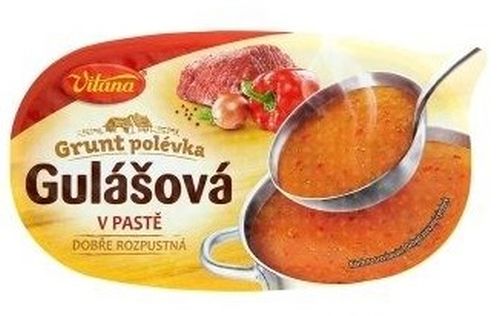 Vitana
Grunt polévka
Gulášová
V PASTĚ
DOBŘE ROZPUSTNÁ